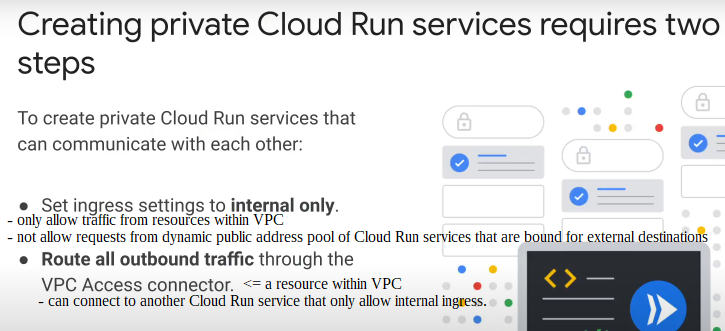 Creating private Cloud Run services requires two
steps
To create private Cloud Run services that
can communicate with each other:
● Set ingress settings to internal only.
- only allow traffic from resources within VPC
- not allow requests from dynamic public address pool of Cloud Run services that are bound for external destinations
● Route all outbound traffic through the
VPC Access connector. <= a resource within VPC
- can connect to another Cloud Run service that only allow internal ingress.